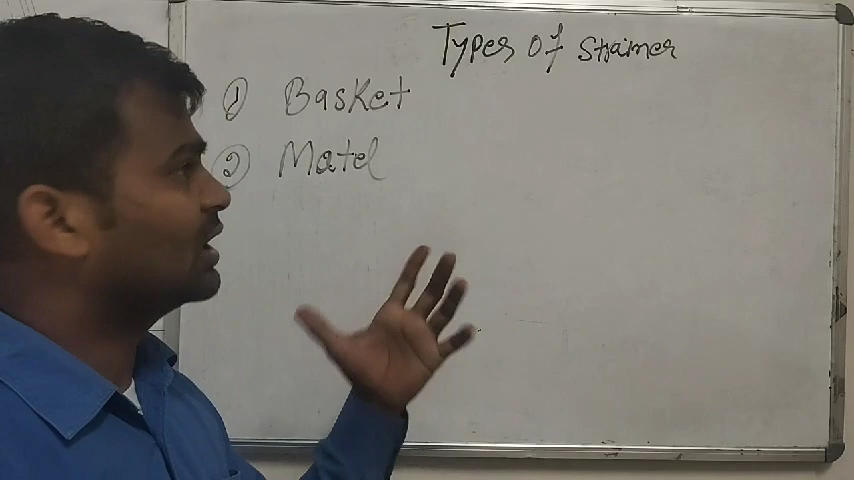 Types Of Strainer
① Basket
② Matel